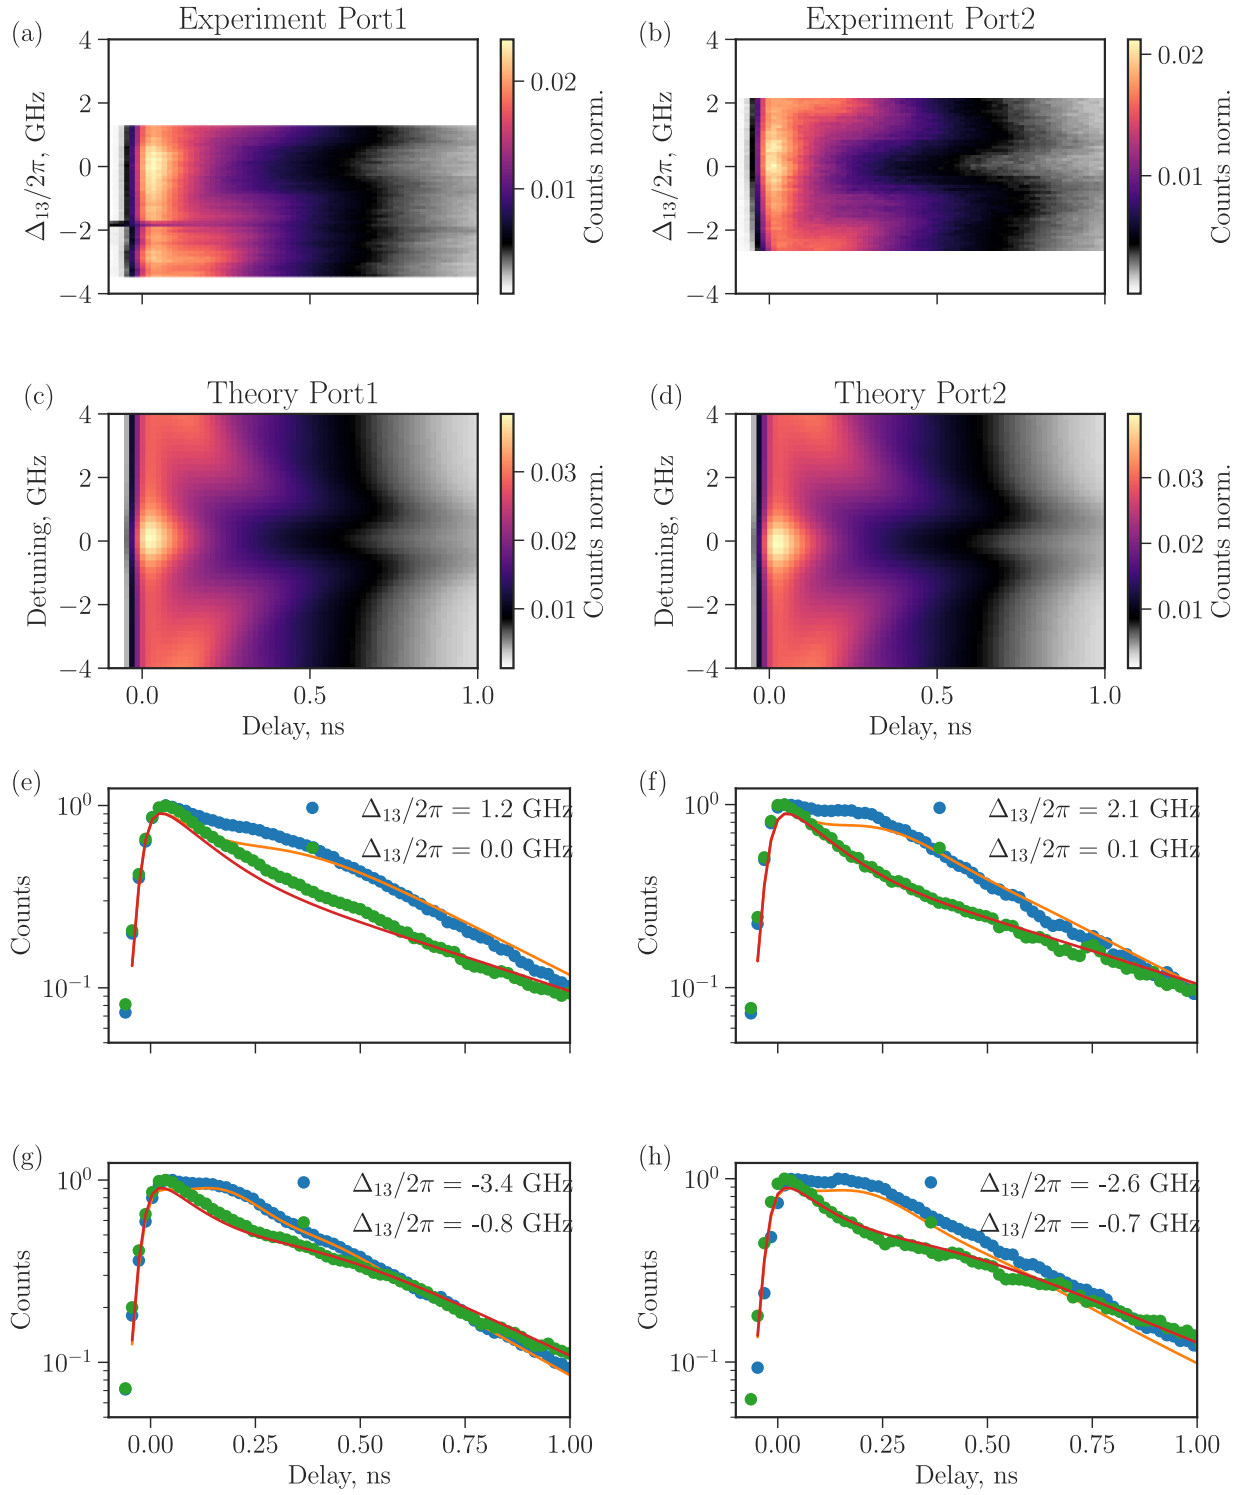 (a)
Experiment Port1
4
2
0
−2
−4
Δ₁₃/2π, GHz
0.02
0.01
Counts norm.
(b)
Experiment Port2
4
2
0
−2
−4
Δ₁₃/2π, GHz
0.02
0.01
Counts norm.
(c)
Theory Port1
4
2
0
−2
−4
Detuning, GHz
0.0
0.5
1.0
Delay, ns
0.03
0.02
0.01
Counts norm.
(d)
Theory Port2
4
2
0
−2
−4
Detuning, GHz
0.0
0.5
1.0
Delay, ns
0.03
0.02
0.01
Counts norm.
(e)
10⁰
10⁻¹
Counts
Δ₁₃/2π = 1.2 GHz
Δ₁₃/2π = 0.0 GHz
(f)
10⁰
10⁻¹
Counts
Δ₁₃/2π = 2.1 GHz
Δ₁₃/2π = 0.1 GHz
(g)
10⁰
10⁻¹
Counts
Δ₁₃/2π = -3.4 GHz
Δ₁₃/2π = -0.8 GHz
0.00
0.25
0.50
0.75
1.00
Delay, ns
(h)
10⁰
10⁻¹
Counts
Δ₁₃/2π = -2.6 GHz
Δ₁₃/2π = -0.7 GHz
0.00
0.25
0.50
0.75
1.00
Delay, ns